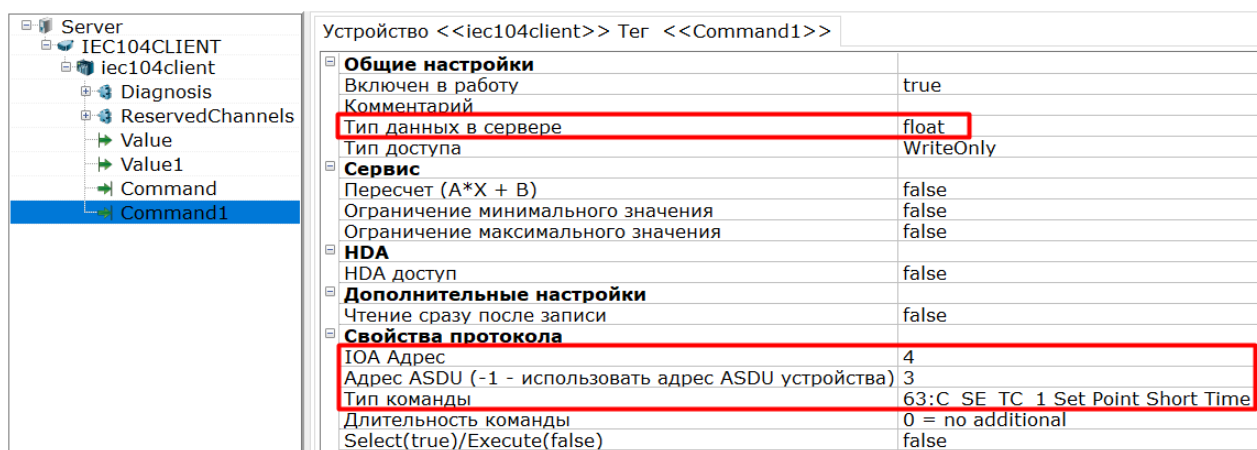 Server
IEC104CLIENT
iec104client
Diagnosis
ReservedChannels
Value
Value1
Command
Command1
Устройство <<iec104client>> Тег <<Command1>>
Общие настройки
Включен в работу true
Комментарий
Тип данных в сервере float
Тип доступа WriteOnly
Сервис
Пересчет (A*X + B) false
Ограничение минимального значения false
Ограничение максимального значения false
HDA
HDA доступ false
Дополнительные настройки
Чтение сразу после записи false
Свойства протокола
IOA Адрес 4
Адрес ASDU (-1 - использовать адрес ASDU устройства) 3
Тип команды 63:C_SE_TC_1 Set Point Short Time
Длительность команды 0 = no additional
Select(true)/Execute(false) false